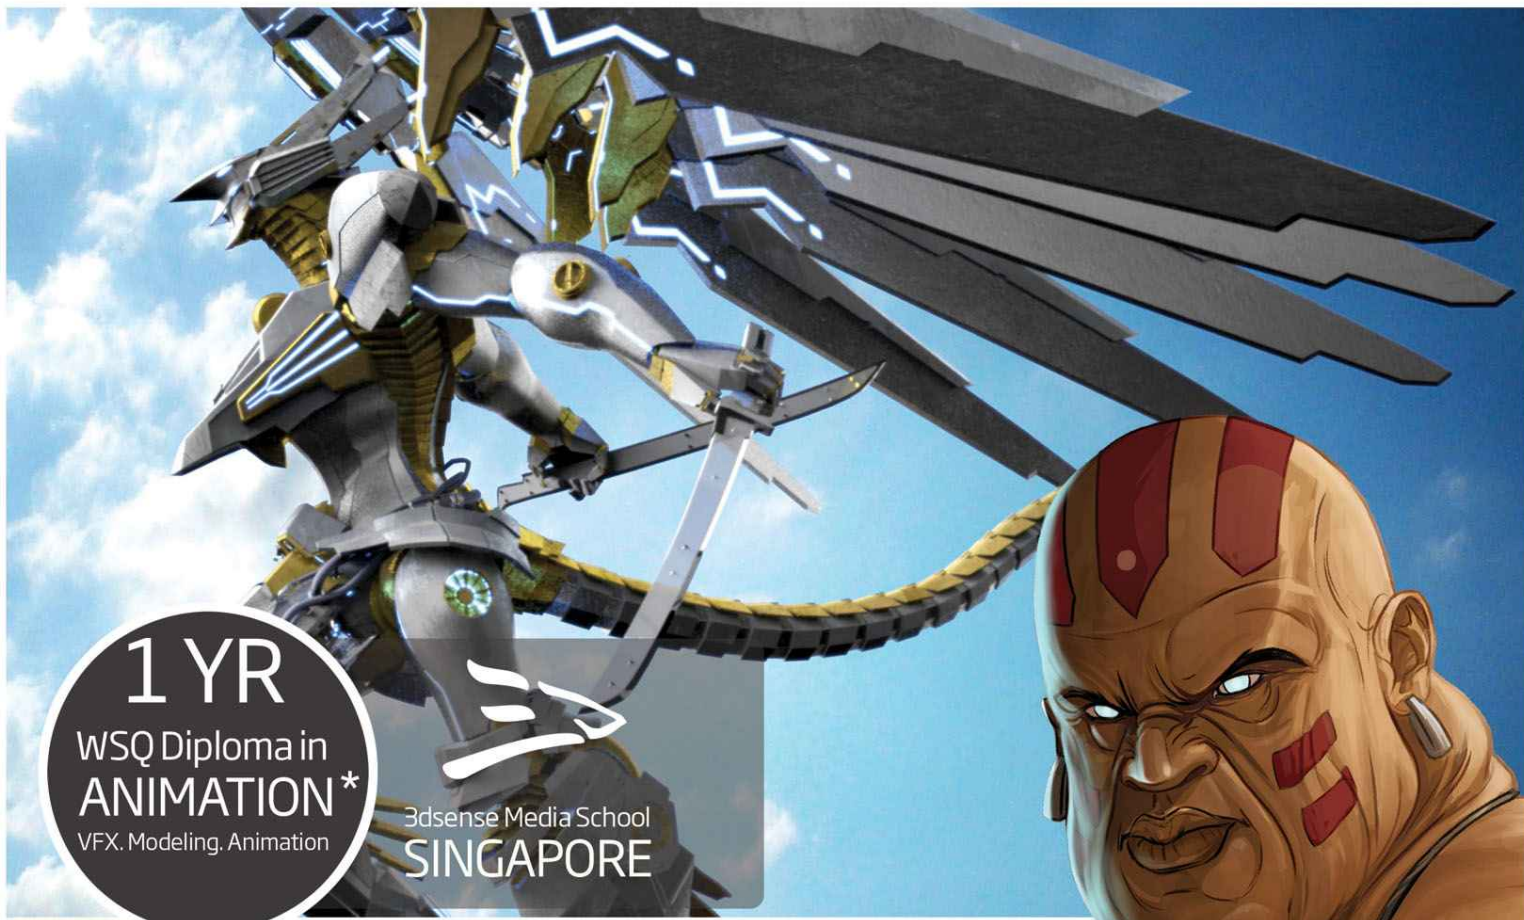 1 YR
WSQ Diploma in
ANIMATION*
VFX. Modeling. Animation
3dsense Media School
SINGAPORE